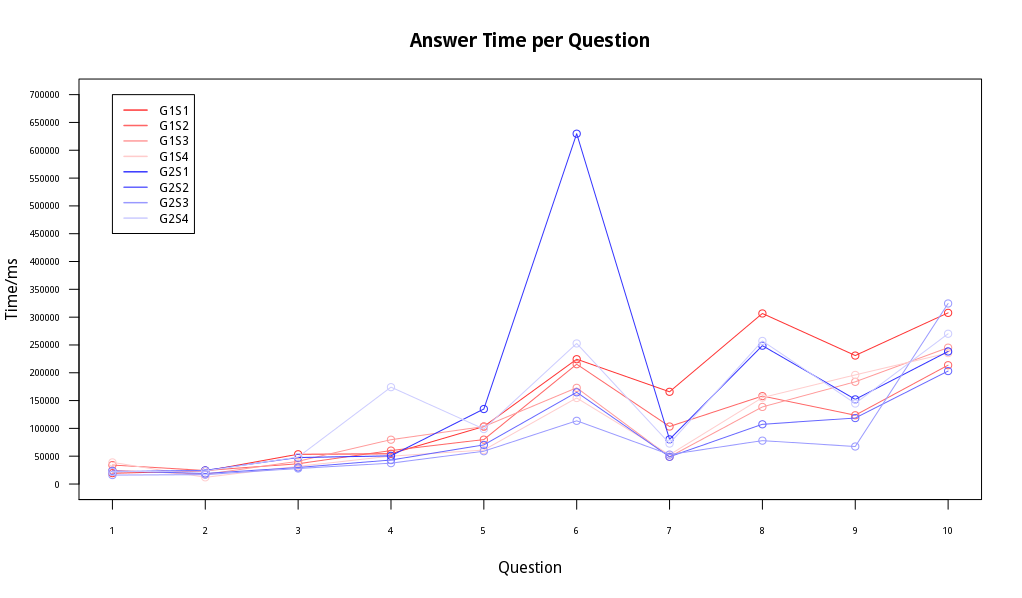 Answer Time per Question
Time/ms
700000
650000
600000
550000
500000
450000
400000
350000
300000
250000
200000
150000
100000
50000
0
G1S1
G1S2
G1S3
G1S4
G2S1
G2S2
G2S3
G2S4
1 2 3 4 5 6 7 8 9 10
Question